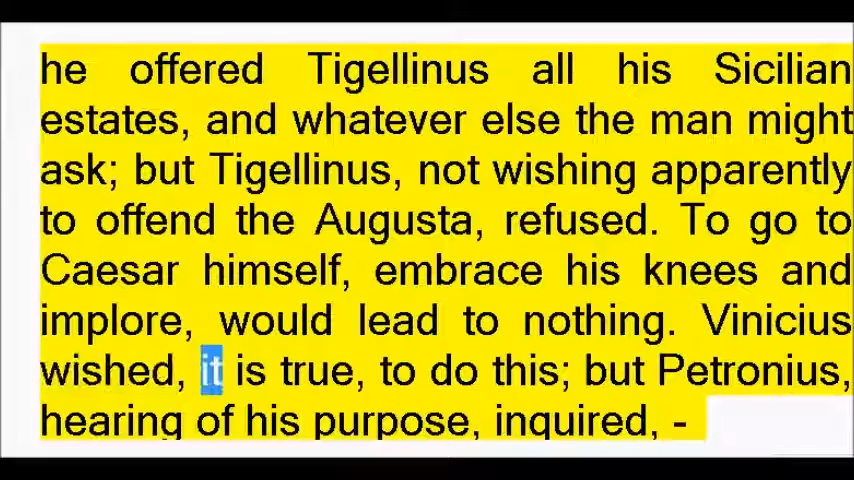 he offered Tigellinus all his Sicilian
estates, and whatever else the man might
ask; but Tigellinus, not wishing apparently
to offend the Augusta, refused. To go to
Caesar himself, embrace his knees and
implore, would lead to nothing. Vinicius
wished, it is true, to do this; but Petronius,
hearing of his purpose, inquired, -